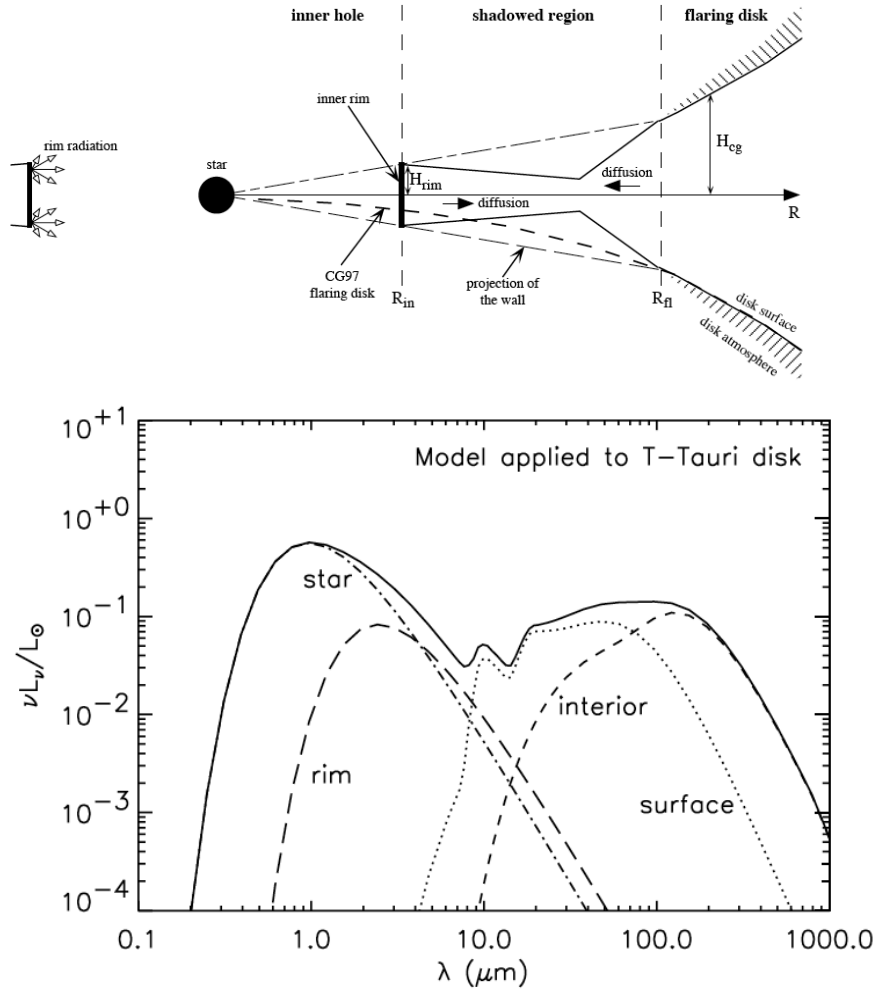 inner hole
shadowed region
flaring disk
inner rim
rim radiation
star
H_rim
H_cg
diffusion
diffusion
R
CG97
flaring disk
projection of
the wall
R_in
R_fl
disk surface
disk atmosphere
Model applied to T-Tauri disk
10^+1
10^0
10^-1
10^-2
10^-3
10^-4
νL_ν/L_⊙
star
rim
interior
surface
0.1
1.0
10.0
100.0
1000.0
λ (μm)